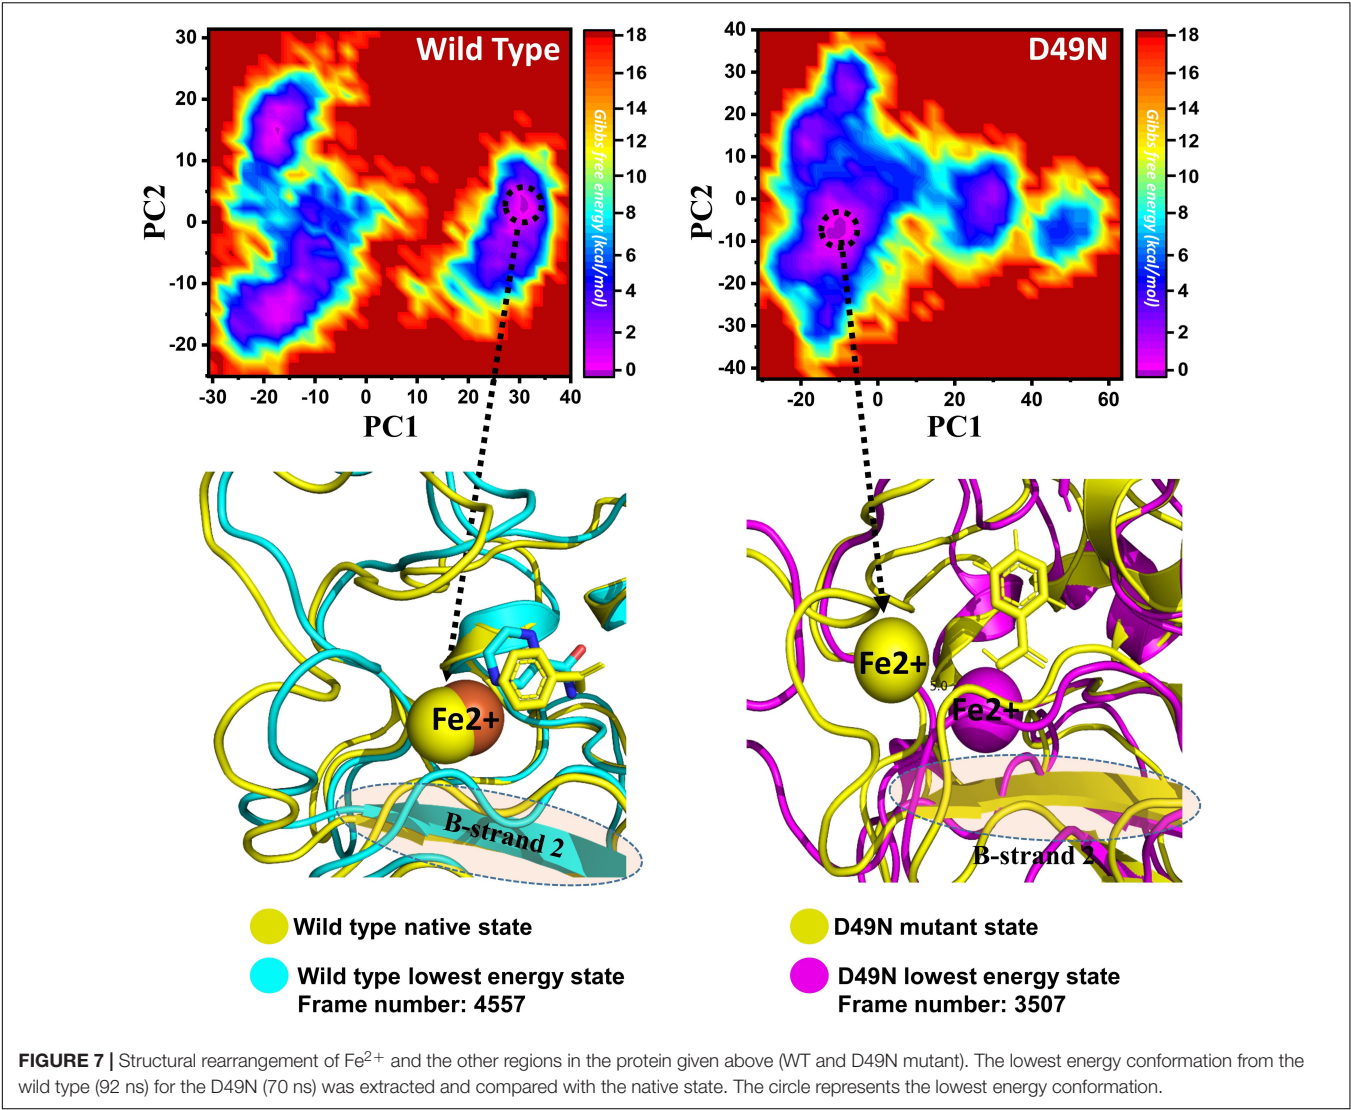 Wild Type
30
20
10
0
-10
-20
PC2
-30 -20 -10 0 10 20 30 40
PC1
18
16
14
12
10
8
6
4
2
0
Gibbs free energy (kcal/mol)
D49N
40
30
20
10
0
-10
-20
-30
-40
PC2
-20 0 20 40 60
PC1
18
16
14
12
10
8
6
4
2
0
Gibbs free energy (kcal/mol)
Fe2+
B-strand 2
Fe2+
5.0
Fe2+
B-strand 2
Wild type native state
Wild type lowest energy state
Frame number: 4557
D49N mutant state
D49N lowest energy state
Frame number: 3507
FIGURE 7 | Structural rearrangement of Fe2+ and the other regions in the protein given above (WT and D49N mutant). The lowest energy conformation from the
wild type (92 ns) for the D49N (70 ns) was extracted and compared with the native state. The circle represents the lowest energy conformation.